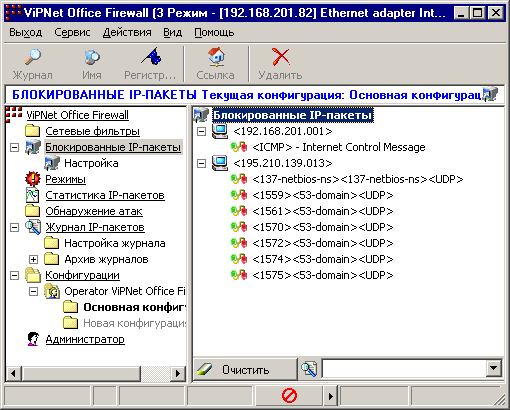 ViPNet Office Firewall [3 Режим - [192.168.201.82] Ethernet adapter Int...
Выход Сервис Действия Вид Помощь
Журнал Имя Регистр... Ссылка Удалить
БЛОКИРОВАННЫЕ IP-ПАКЕТЫ Текущая конфигурация: Основная конфигурац
ViPNet Office Firewall
Сетевые фильтры
Блокированные IP-пакеты
Настройка
Режимы
Статистика IP-пакетов
Обнаружение атак
Журнал IP-пакетов
Настройка журнала
Архив журналов
Конфигурации
Operator ViPNet Office Fi
Основная конфиг
Новая конфигурация
Администратор
Блокированные IP-пакеты
<192.168.201.001>
<ICMP> - Internet Control Message
<195.210.139.013>
<137-netbios-ns><137-netbios-ns><UDP>
<1559><53-domain><UDP>
<1561><53-domain><UDP>
<1570><53-domain><UDP>
<1572><53-domain><UDP>
<1574><53-domain><UDP>
<1575><53-domain><UDP>
Очистить